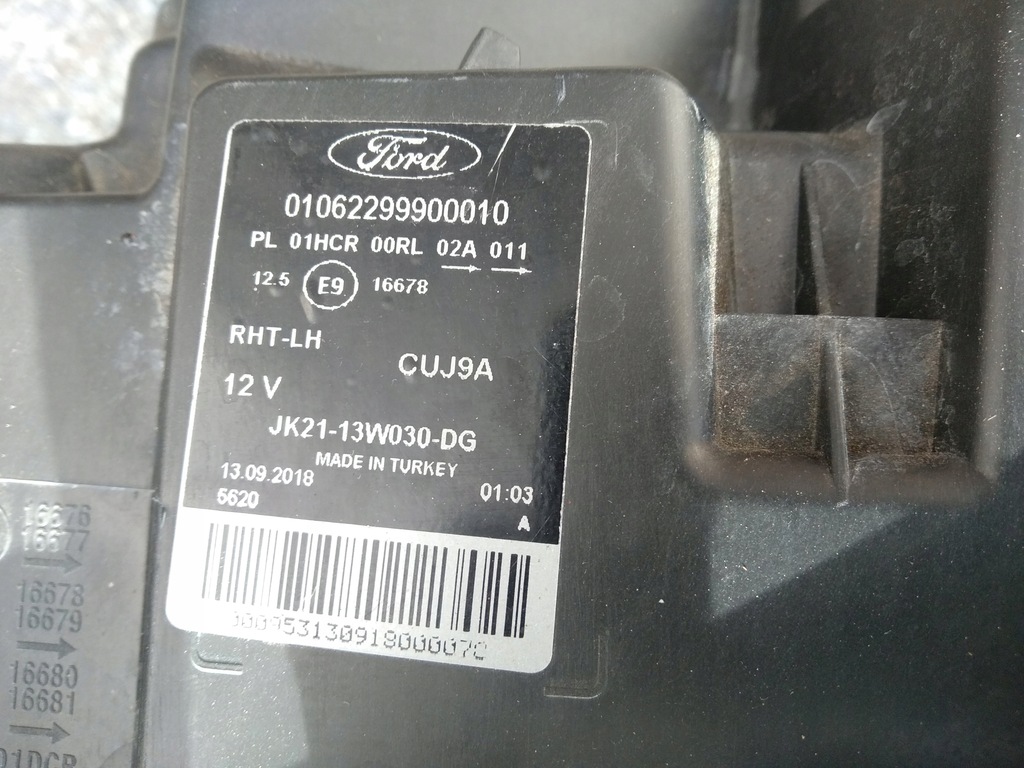 Ford
01062299900010
PL 01HCR 00RL 02A 011
12.5 E9 16678
RHT-LH
CUJ9A
12 V
JK21-13W030-DG
MADE IN TURKEY
13.09.2018
5620
01:03
A
16676
16677
16678
16679
16680
16681